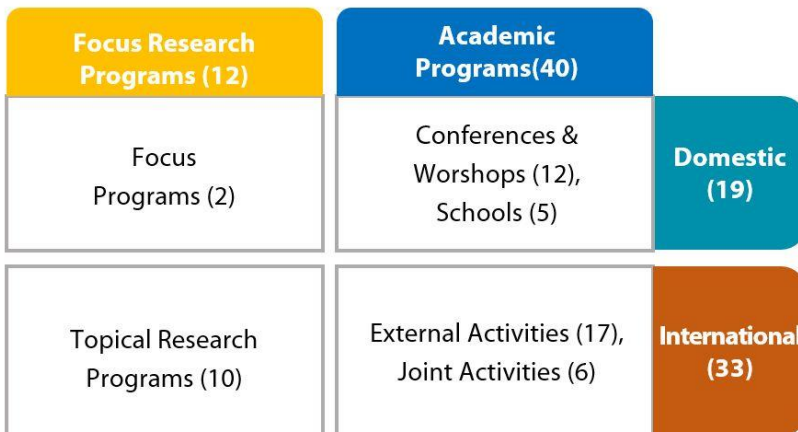 Focus Research
Programs (12)
Academic
Programs(40)
Focus
Programs (2)
Conferences &
Worshops (12),
Schools (5)
Domestic
(19)
Topical Research
Programs (10)
External Activities (17),
Joint Activities (6)
International
(33)